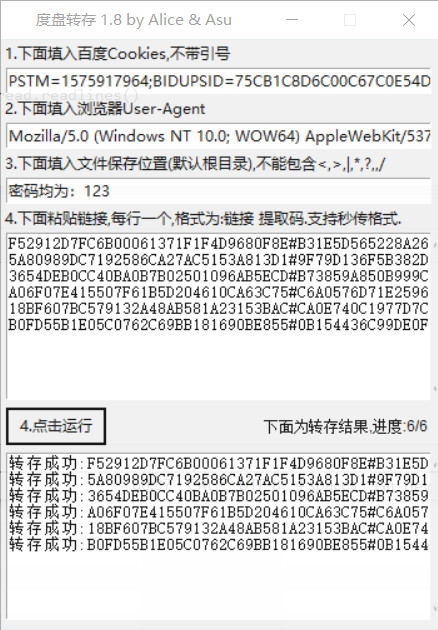 度盘转存 1.8 by Alice & Asu
1.下面填入百度Cookies,不带引号
PSTM=1575917964;BIDUPSID=75CB1C8D6C00C67C0E54D
2.下面填入浏览器User-Agent
Mozilla/5.0 (Windows NT 10.0; WOW64) AppleWebKit/537
3.下面填入文件保存位置(默认根目录),不能包含<,>,|,*,?,,/
密码均为：123
4.下面粘贴链接,每行一个,格式为:链接 提取码.支持秒传格式.
F52912D7FC6B00061371F1F4D9680F8E#B31E5D565228A26
5A80989DC7192586CA27AC5153A813D1#9F79D136F5B382D
3654DEB0CC40BA0B7B02501096AB5ECD#B73859A850B999C
A06F07E415507F61B5D204610CA63C75#C6A0576D71E2596
18BF607BC579132A48AB581A23153BAC#CA0E740C1977D7C
B0FD55B1E05C0762C69BB181690BE855#0B154436C99DE0F
4.点击运行
下面为转存结果,进度:6/6
转存成功:F52912D7FC6B00061371F1F4D9680F8E#B31E5D
转存成功:5A80989DC7192586CA27AC5153A813D1#9F79D1
转存成功:3654DEB0CC40BA0B7B02501096AB5ECD#B73859
转存成功:A06F07E415507F61B5D204610CA63C75#C6A057
转存成功:18BF607BC579132A48AB581A23153BAC#CA0E74
转存成功:B0FD55B1E05C0762C69BB181690BE855#0B1544